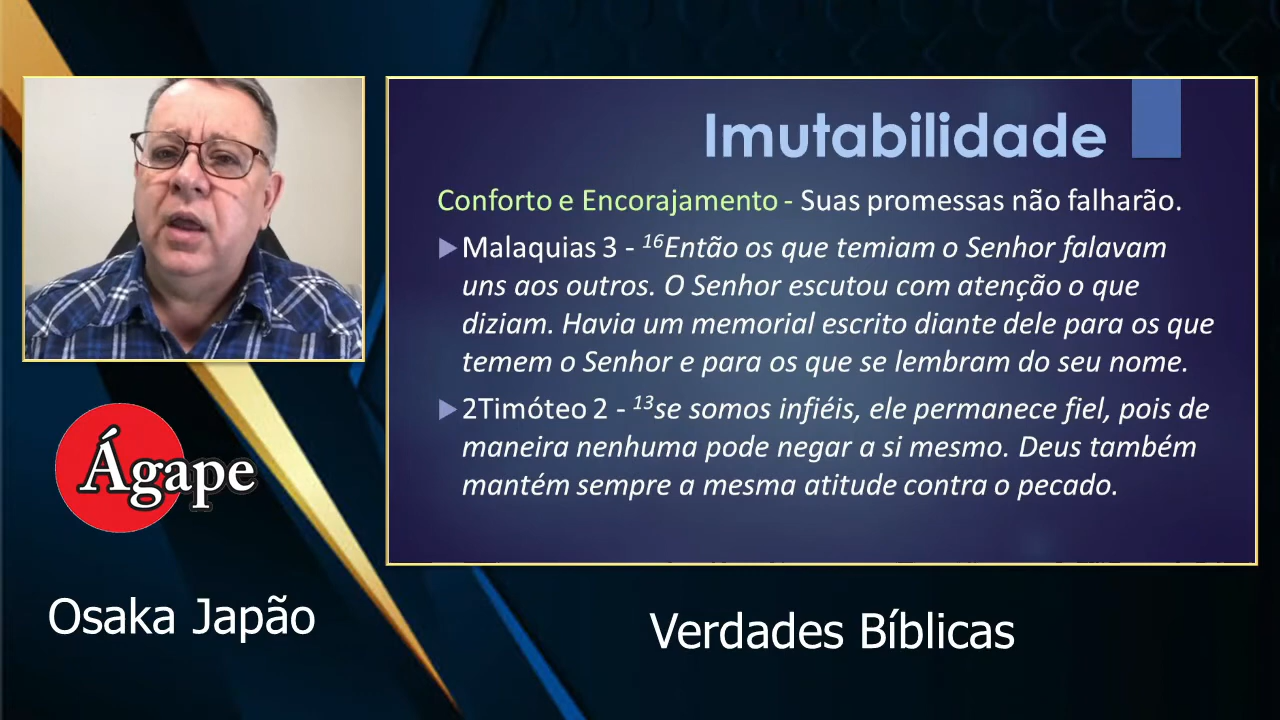 Imutabilidade
Conforto e Encorajamento - Suas promessas não falharão.
Malaquias 3 - 16Então os que temiam o Senhor falavam
uns aos outros. O Senhor escutou com atenção o que
diziam. Havia um memorial escrito diante dele para os que
temem o Senhor e para os que se lembram do seu nome.
2Timóteo 2 - 13se somos infiéis, ele permanece fiel, pois de
maneira nenhuma pode negar a si mesmo. Deus também
mantém sempre a mesma atitude contra o pecado.
Ágape
Osaka Japão
Verdades Bíblicas